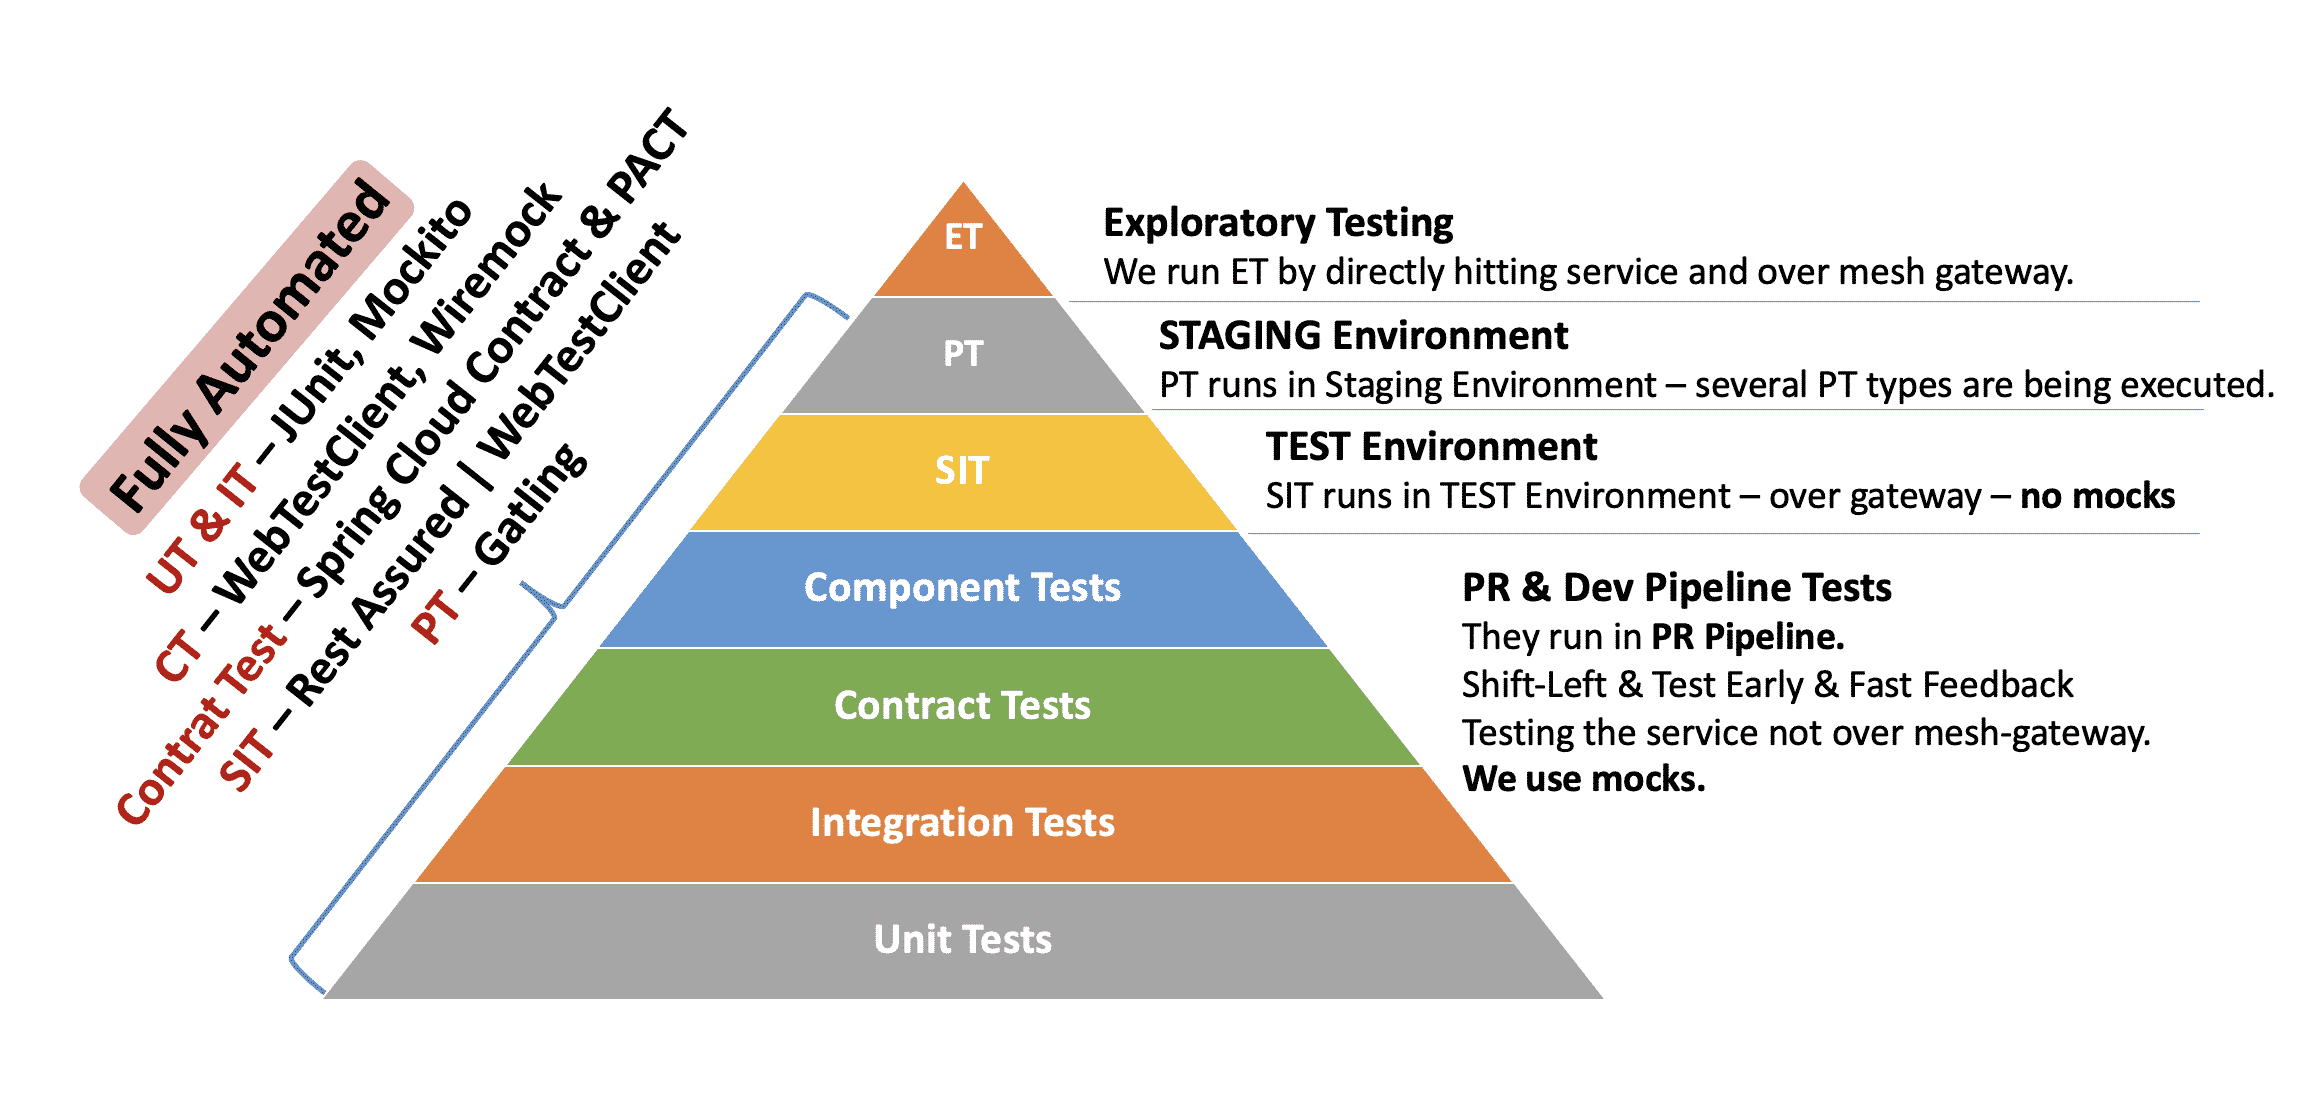 Fully Automated
UT & IT – JUnit, Mockito
CT – WebTestClient, Wiremock
Contrat Test – Spring Cloud Contract & PACT
SIT – Rest Assured | WebTestClient
PT – Gatling
ET
PT
SIT
Component Tests
Contract Tests
Integration Tests
Unit Tests
Exploratory Testing
We run ET by directly hitting service and over mesh gateway.
STAGING Environment
PT runs in Staging Environment – several PT types are being executed.
TEST Environment
SIT runs in TEST Environment – over gateway – no mocks
PR & Dev Pipeline Tests
They run in PR Pipeline.
Shift-Left & Test Early & Fast Feedback
Testing the service not over mesh-gateway.
We use mocks.